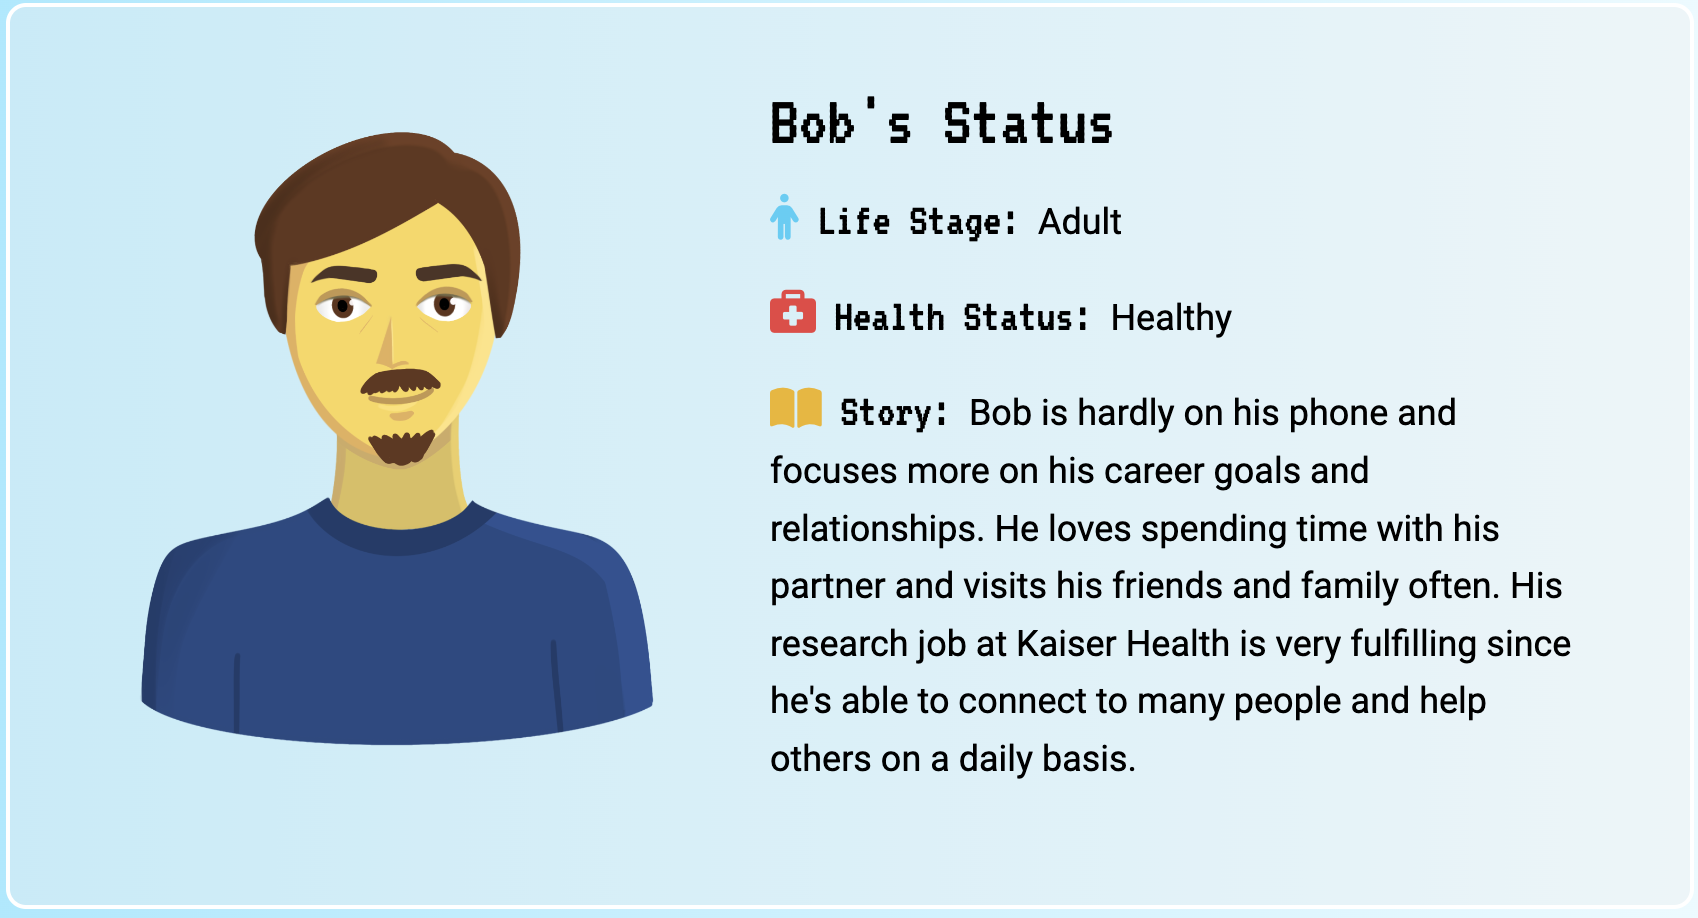 Bob's Status
Life Stage: Adult
Health Status: Healthy
Story: Bob is hardly on his phone and
focuses more on his career goals and
relationships. He loves spending time with his
partner and visits his friends and family often. His
research job at Kaiser Health is very fulfilling since
he's able to connect to many people and help
others on a daily basis.